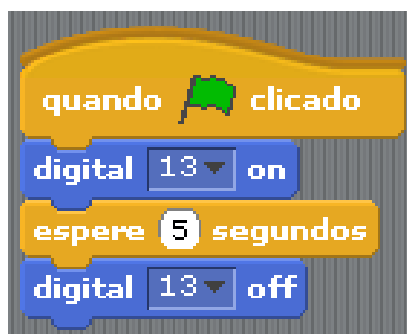 quando clicado
digital 13 on
espere 5 segundos
digital 13 off